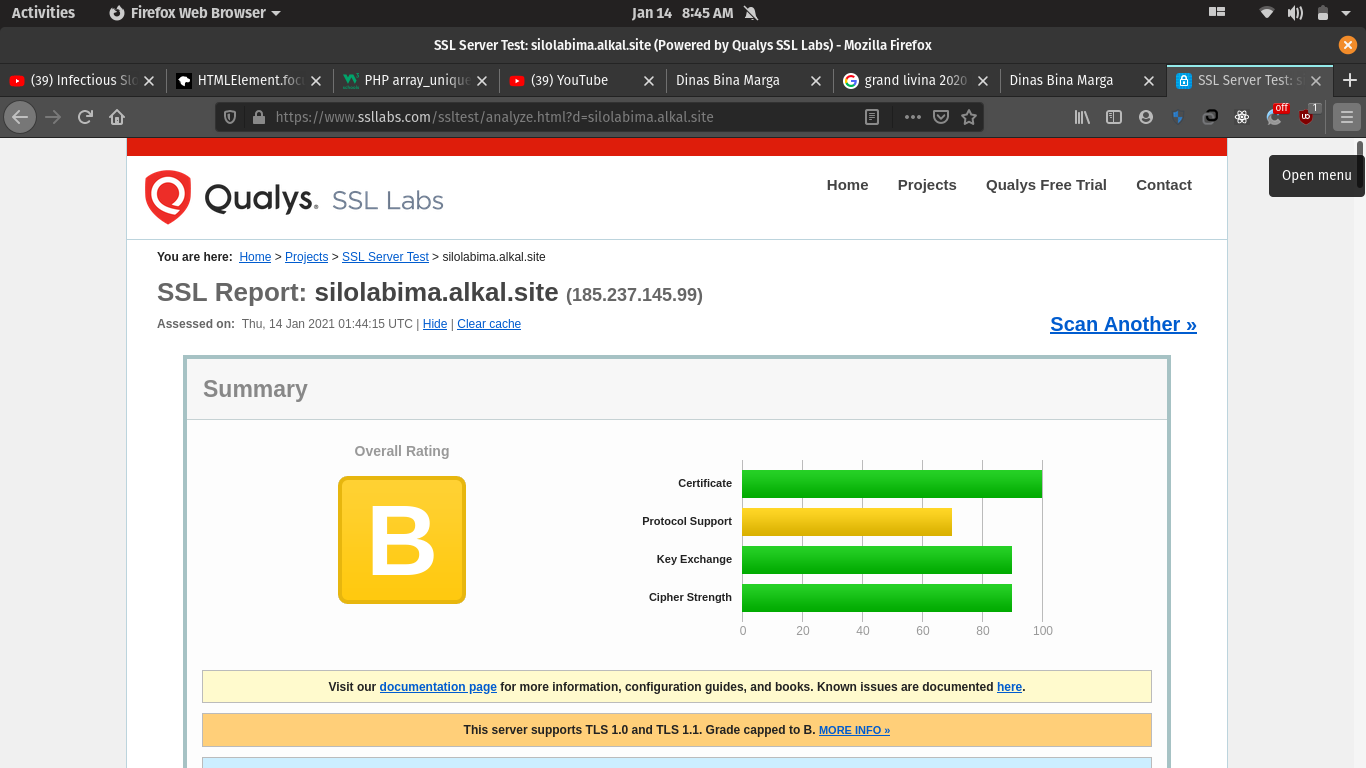 Activities Firefox Web Browser Jan 14 8:45 AM
SSL Server Test: silolabima.alkal.site (Powered by Qualys SSL Labs) - Mozilla Firefox
(39) Infectious Slo HTMLElement.foc PHP array_unique (39) YouTube Dinas Bina Marga grand livina 2020 Dinas Bina Marga SSL Server Test: s
https://www.ssllabs.com/ssltest/analyze.html?d=silolabima.alkal.site off 1
Open menu
Qualys. SSL Labs Home Projects Qualys Free Trial Contact
You are here: Home > Projects > SSL Server Test > silolabima.alkal.site
SSL Report: silolabima.alkal.site (185.237.145.99)
Assessed on: Thu, 14 Jan 2021 01:44:15 UTC | Hide | Clear cache
Scan Another »
Summary
Overall Rating
B
Certificate
Protocol Support
Key Exchange
Cipher Strength
0 20 40 60 80 100
Visit our documentation page for more information, configuration guides, and books. Known issues are documented here.
This server supports TLS 1.0 and TLS 1.1. Grade capped to B. MORE INFO »